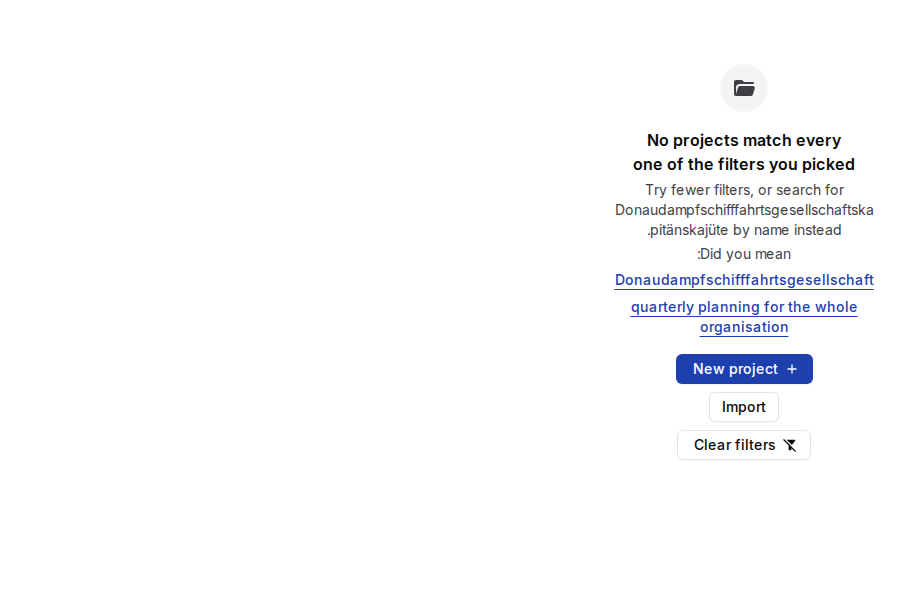 No projects match every
one of the filters you picked
Try fewer filters, or search for
Donaudampfschifffahrtsgesellschaftska
pitänskajüte by name instead.
Did you mean:
Donaudampfschifffahrtsgesellschaft
quarterly planning for the whole
organisation
New project
Import
Clear filters